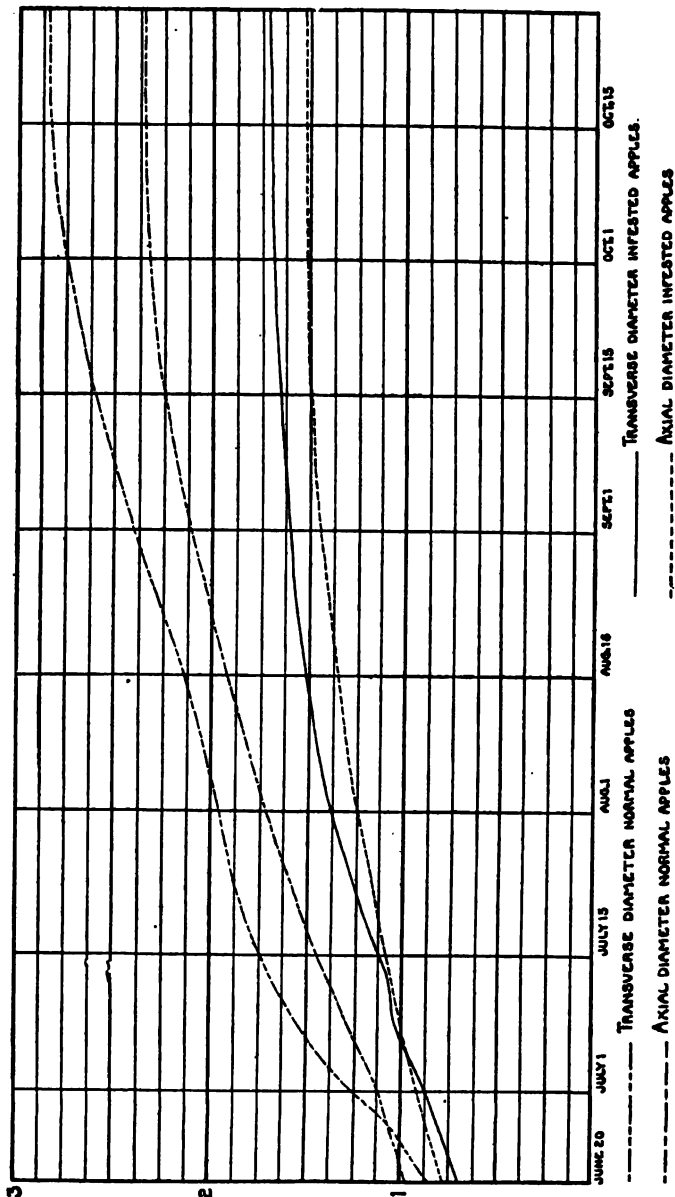 3
2
1
JUNE 20
JULY 1
JULY 15
AUG.1
AUG.16
SEPT.1
SEPT.15
OCT.1
OCT.15
TRANSVERSE DIAMETER NORMAL APPLES
TRANSVERSE DIAMETER INFESTED APPLES.
AXIAL DIAMETER NORMAL APPLES
AXIAL DIAMETER INFESTED APPLES